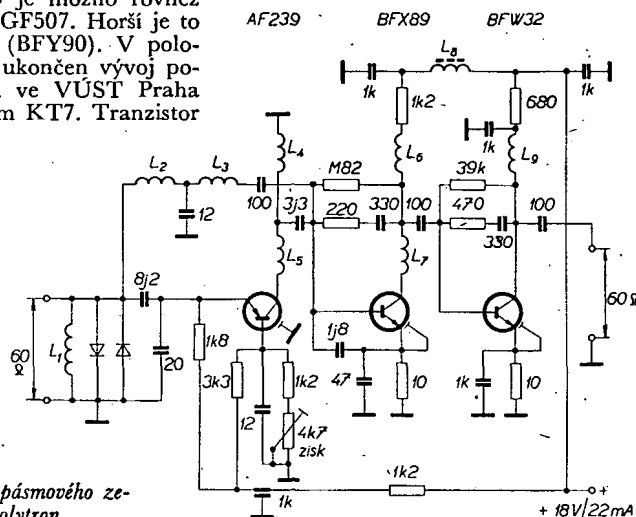 je možno rovněž
GF507. Horší je to
(BFY90). V polo-
ukončen vývoj po-
ve VÚST Praha
m KT7. Tranzistor
AF239
BFX89
BFW32
L8
1k
1k2
680
1k
1k
L2
L3
L4
L6
L9
M82
39k
100
3j3
220
330
100
470
330
100
12
L5
L7
8j2
60 Ω
L1
20
1k8
3k3
1k2
1j8
47
10
1k
10
60 Ω
12
4k7
zisk
1k
1k2
+
+ 18V/22mA
pásmového ze-
olytron